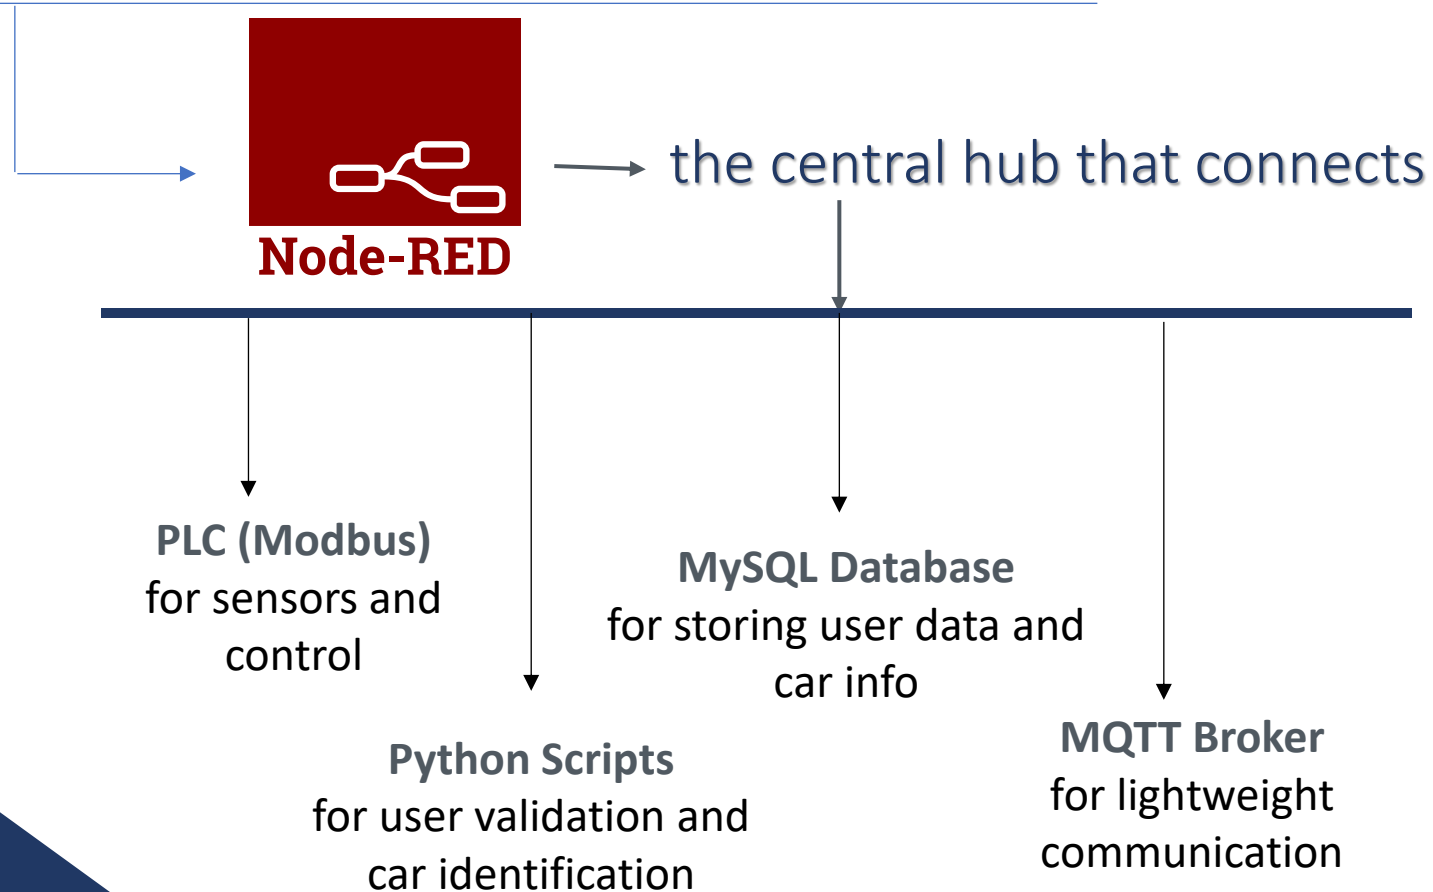 Node-RED
the central hub that connects
PLC (Modbus)
for sensors and
control
Python Scripts
for user validation and
car identification
MySQL Database
for storing user data and
car info
MQTT Broker
for lightweight
communication